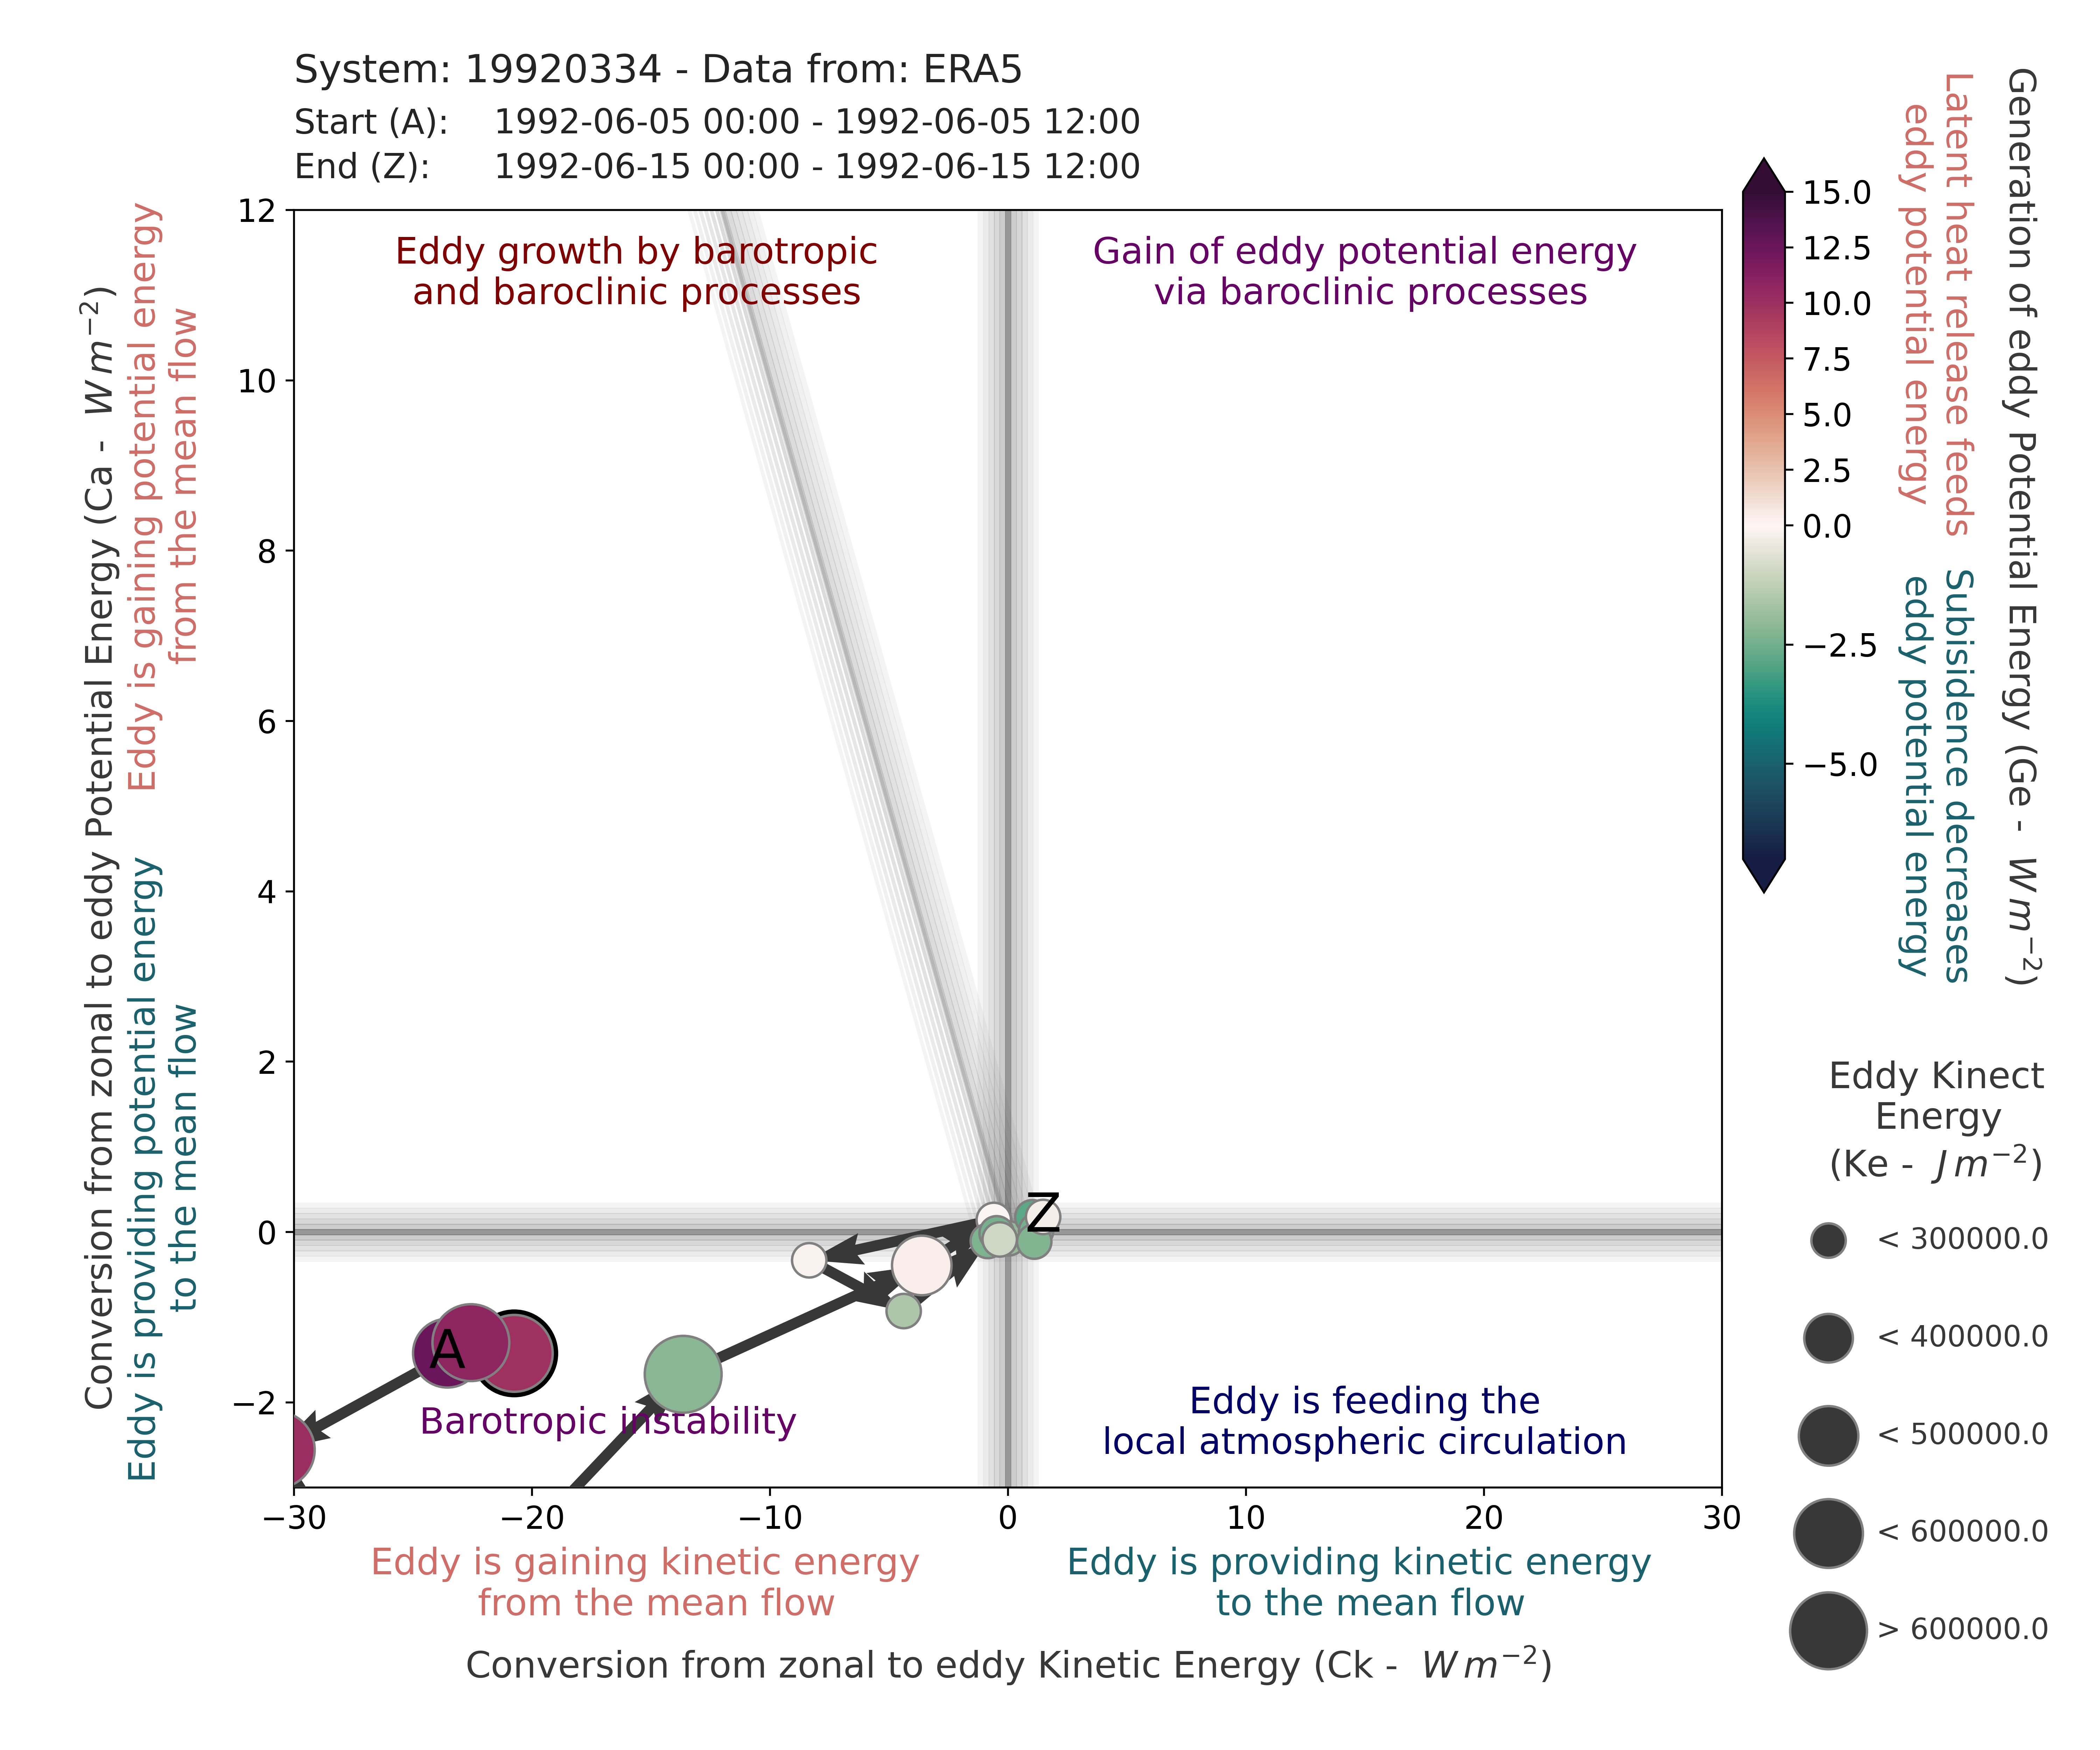 System: 19920334 - Data from: ERA5
Start (A): 1992-06-05 00:00 - 1992-06-05 12:00
End (Z): 1992-06-15 00:00 - 1992-06-15 12:00
Conversion from zonal to eddy Potential Energy (Ca - W m⁻²)
Eddy is gaining potential energy
from the mean flow
Eddy is providing potential energy
to the mean flow
12
10
8
6
4
2
0
−2
Eddy growth by barotropic
and baroclinic processes
Gain of eddy potential energy
via baroclinic processes
Z
A
Barotropic instability
Eddy is feeding the
local atmospheric circulation
−30
−20
−10
0
10
20
30
Eddy is gaining kinetic energy
from the mean flow
Eddy is providing kinetic energy
to the mean flow
Conversion from zonal to eddy Kinetic Energy (Ck - W m⁻²)
15.0
12.5
10.0
7.5
5.0
2.5
0.0
−2.5
−5.0
Latent heat release feeds
eddy potential energy
Subisidence decreases
eddy potential energy
Generation of eddy Potential Energy (Ge - W m⁻²)
Eddy Kinect
Energy
(Ke - J m⁻²)
< 300000.0
< 400000.0
< 500000.0
< 600000.0
> 600000.0